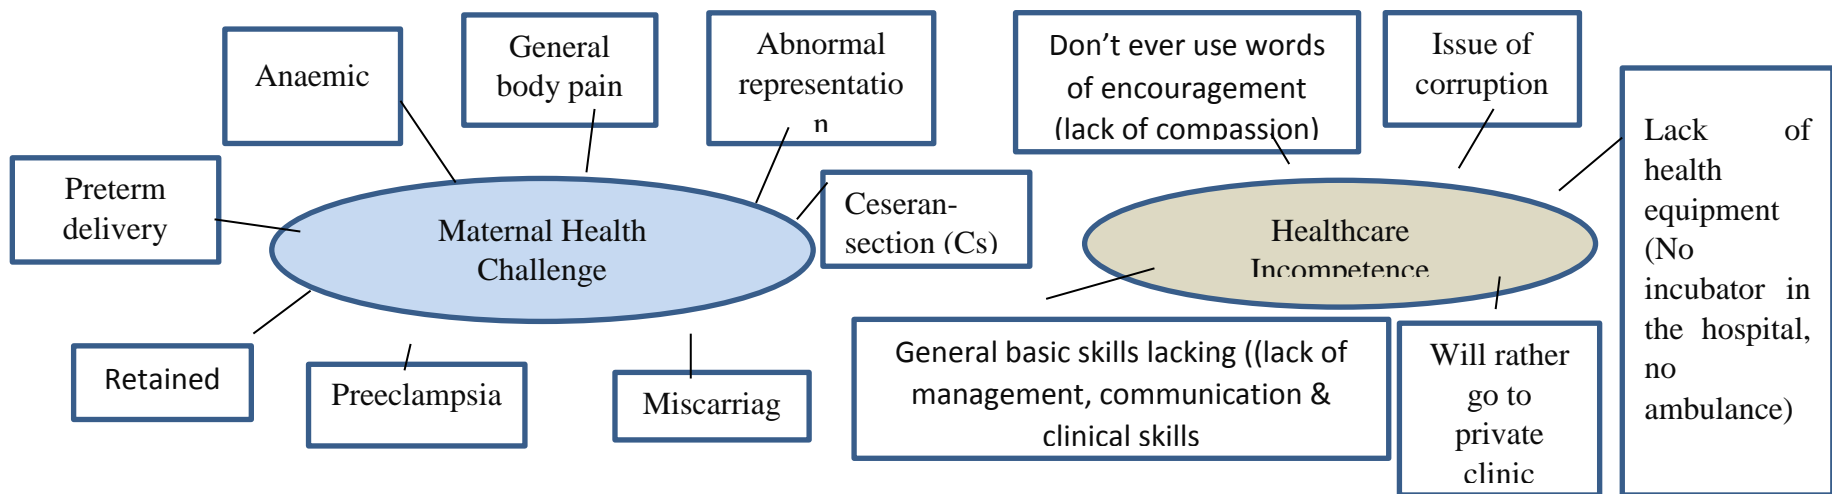 Anaemic
General
body pain
Abnormal
representatio
n
Don’t ever use words
of encouragement
(lack of compassion)
Issue of
corruption
Lack of
health
equipment
(No
incubator in
the hospital,
no
ambulance)
Preterm
delivery
Maternal Health
Challenge
Ceseran-
section (Cs)
Healthcare
Incompetence
Retained
Preeclampsia
Miscarriag
General basic skills lacking ((lack of
management, communication &
clinical skills
Will rather
go to
private
clinic